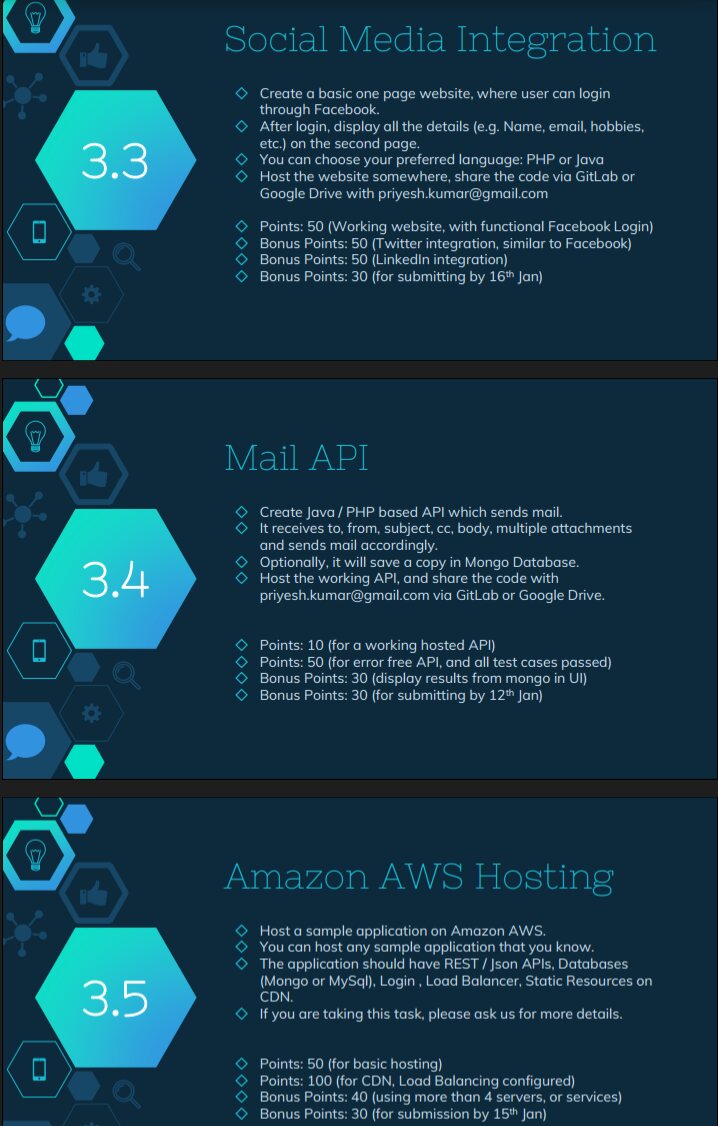 Social Media Integration
3.3
Create a basic one page website, where user can login
through Facebook.
After login, display all the details (e.g. Name, email, hobbies,
etc.) on the second page.
You can choose your preferred language: PHP or Java
Host the website somewhere, share the code via GitLab or
Google Drive with priyesh.kumar@gmail.com
Points: 50 (Working website, with functional Facebook Login)
Bonus Points: 50 (Twitter integration, similar to Facebook)
Bonus Points: 50 (LinkedIn integration)
Bonus Points: 30 (for submitting by 16th Jan)
Mail API
3.4
Create Java / PHP based API which sends mail.
It receives to, from, subject, cc, body, multiple attachments
and sends mail accordingly.
Optionally, it will save a copy in Mongo Database.
Host the working API, and share the code with
priyesh.kumar@gmail.com via GitLab or Google Drive.
Points: 10 (for a working hosted API)
Points: 50 (for error free API, and all test cases passed)
Bonus Points: 30 (display results from mongo in UI)
Bonus Points: 30 (for submitting by 12th Jan)
Amazon AWS Hosting
3.5
Host a sample application on Amazon AWS.
You can host any sample application that you know.
The application should have REST / Json APIs, Databases
(Mongo or MySql), Login , Load Balancer, Static Resources on
CDN.
If you are taking this task, please ask us for more details.
Points: 50 (for basic hosting)
Points: 100 (for CDN, Load Balancing configured)
Bonus Points: 40 (using more than 4 servers, or services)
Bonus Points: 30 (for submission by 15th Jan)